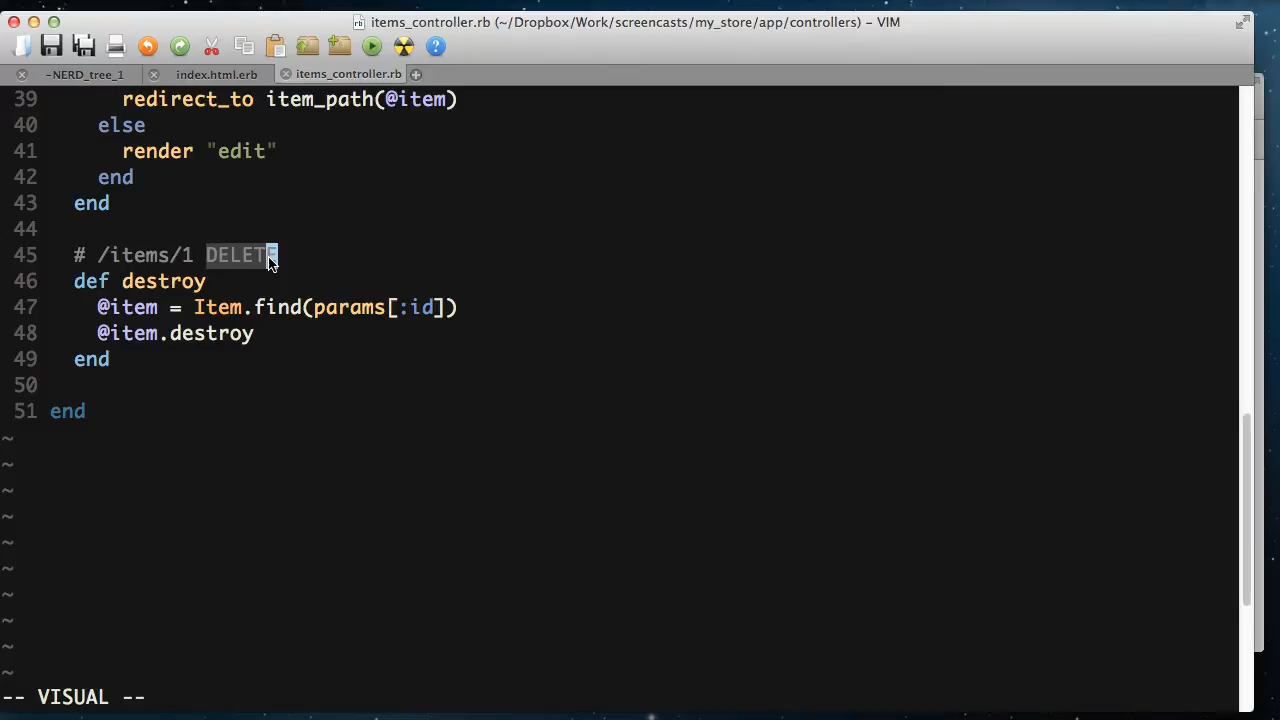 items_controller.rb (~/Dropbox/Work/screencasts/my_store/app/controllers) – VIM
~NERD_tree_1 index.html.erb items_controller.rb
39 redirect_to item_path(@item)
40 else
41 render "edit"
42 end
43 end
44
45 # /items/1 DELETE
46 def destroy
47 @item = Item.find(params[:id])
48 @item.destroy
49 end
50
51 end
~
~
~
~
~
~
~
~
~
~
-- VISUAL --